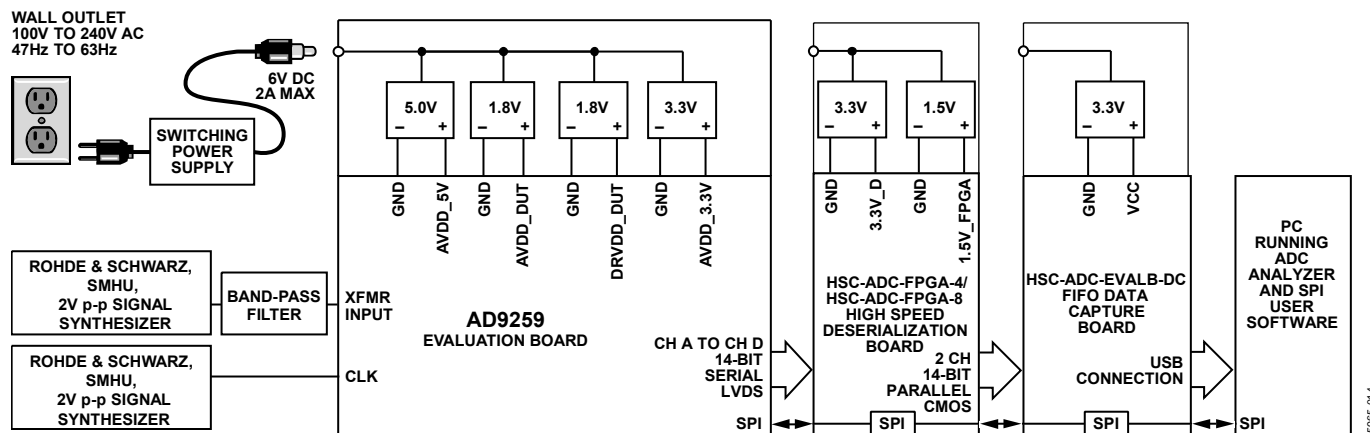 WALL OUTLET
100V TO 240V AC
47Hz TO 63Hz
6V DC
2A MAX
SWITCHING
POWER
SUPPLY
5.0V
– +
1.8V
– +
1.8V
– +
3.3V
– +
GND
AVDD_5V
GND
AVDD_DUT
GND
DRVDD_DUT
GND
AVDD_3.3V
3.3V
– +
1.5V
– +
GND
3.3V_D
GND
1.5V_FPGA
3.3V
– +
GND
VCC
ROHDE & SCHWARZ,
SMHU,
2V p-p SIGNAL
SYNTHESIZER
BAND-PASS
FILTER
XFMR
INPUT
ROHDE & SCHWARZ,
SMHU,
2V p-p SIGNAL
SYNTHESIZER
CLK
AD9259
EVALUATION BOARD
CH A TO CH D
14-BIT
SERIAL
LVDS
SPI
HSC-ADC-FPGA-4/
HSC-ADC-FPGA-8
HIGH SPEED
DESERIALIZATION
BOARD
2 CH
14-BIT
PARALLEL
CMOS
SPI
HSC-ADC-EVALB-DC
FIFO DATA
CAPTURE
BOARD
USB
CONNECTION
SPI
PC
RUNNING
ADC
ANALYZER
AND SPI
USER
SOFTWARE
SPI